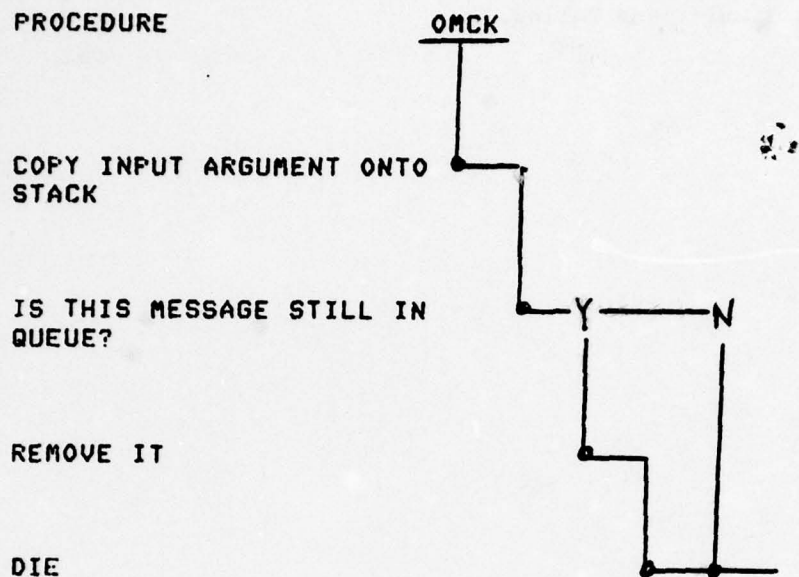 PROCEDURE OMCK
COPY INPUT ARGUMENT ONTO
STACK
IS THIS MESSAGE STILL IN Y N
QUEUE?
REMOVE IT
DIE